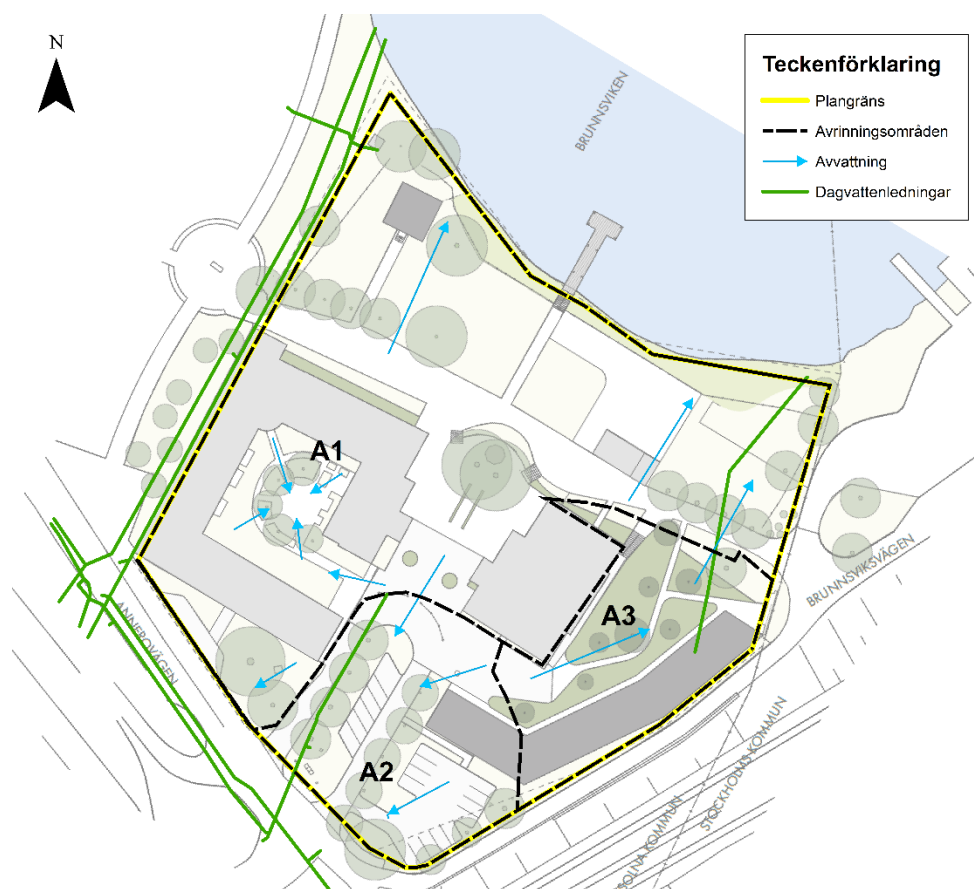 N
BRUNNSVIKEN
Teckenförklaring
Plangräns
Avrinningsområden
Avvattning
Dagvattenledningar
A1
A3
A2
ANNEROVÄGEN
BRUNNSVIKSVÄGEN
STOCKHOLMS KOMMUN
SOLNA KOMMUN